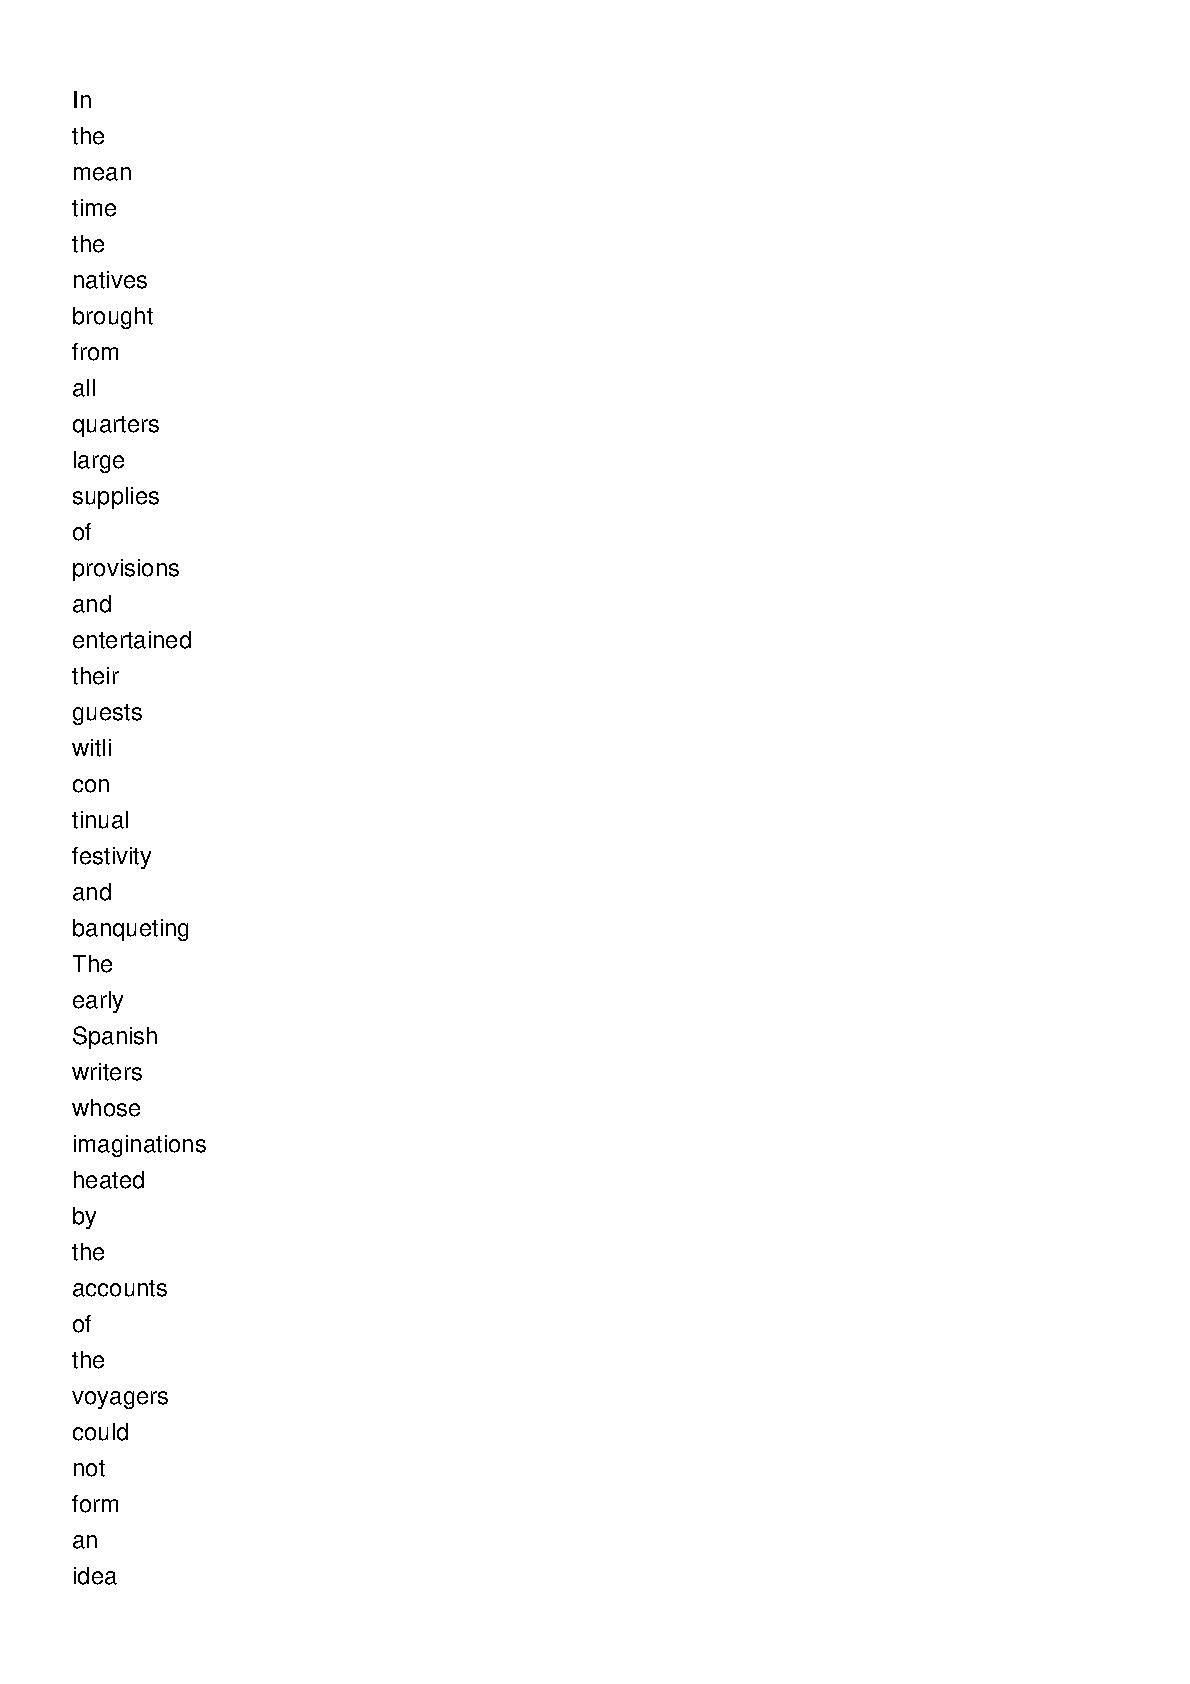 In
the
mean
time
the
natives
brought
from
all
quarters
large
supplies
of
provisions
and
entertained
their
guests
witli
con
tinual
festivity
and
banqueting
The
early
Spanish
writers
whose
imaginations
heated
by
the
accounts
of
the
voyagers
could
not
form
an
idea